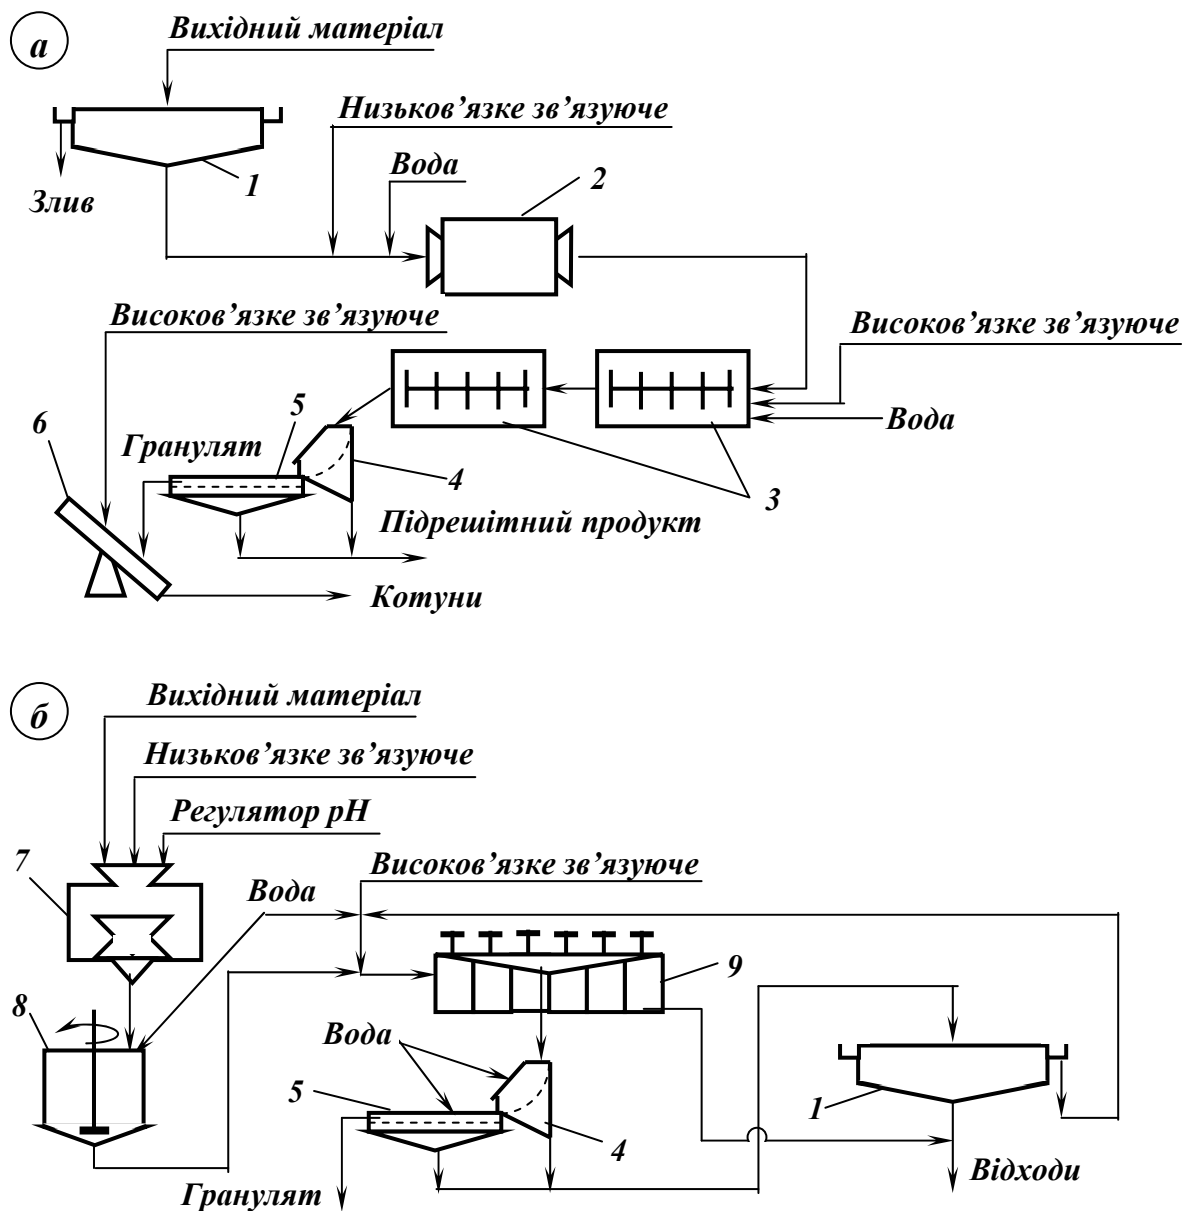 а
Вихідний матеріал
Низьков’язке зв’язуюче
Вода
2
1
Злив
Високов’язке зв’язуюче
Високов’язке зв’язуюче
Вода
5
6
Гранулят
4
3
Підрешітний продукт
Котуни
б
Вихідний матеріал
Низьков’язке зв’язуюче
Регулятор рН
7
Високов’язке зв’язуюче
Вода
9
8
Вода
5
1
4
Відходи
Гранулят